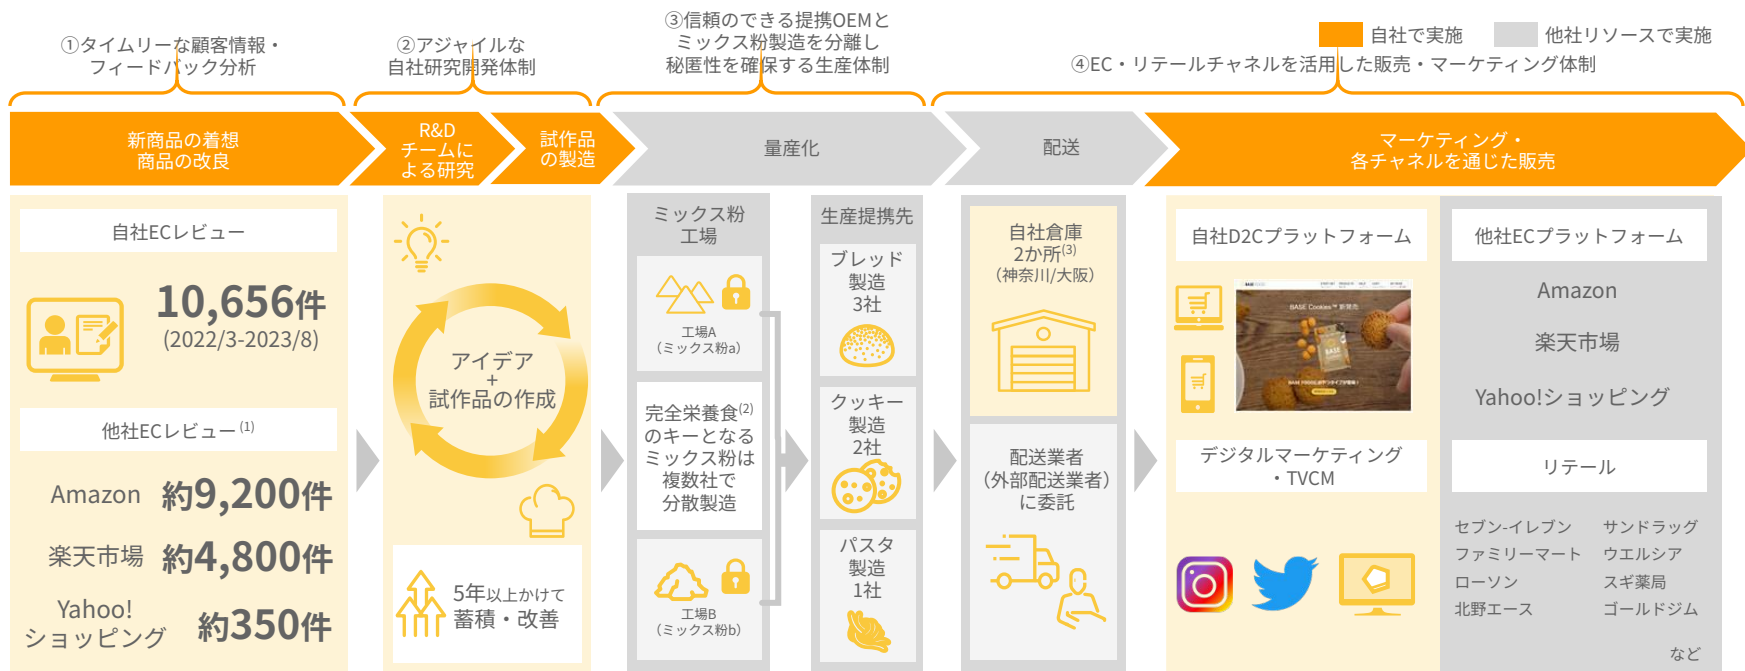 ①タイムリーな顧客情報・
フィードバック分析
②アジャイルな
自社研究開発体制
③信頼のできる提携OEMと
ミックス粉製造を分離し
秘匿性を確保する生産体制
自社で実施
他社リソースで実施
④EC・リテールチャネルを活用した販売・マーケティング体制
新商品の着想
商品の改良
R&D
チームに
よる研究
試作品
の製造
量産化
配送
マーケティング・
各チャネルを通じた販売
自社ECレビュー
10,656件
(2022/3-2023/8)
他社ECレビュー(1)
Amazon 約9,200件
楽天市場 約4,800件
Yahoo!
ショッピング 約350件
アイデア
+
試作品の作成
5年以上かけて
蓄積・改善
ミックス粉
工場
工場A
（ミックス粉a）
完全栄養食(2)
のキーとなる
ミックス粉は
複数社で
分散製造
工場B
（ミックス粉b）
生産提携先
ブレッド
製造
3社
クッキー
製造
2社
パスタ
製造
1社
自社倉庫
2か所(3)
（神奈川/大阪）
配送業者
（外部配送業者）
に委託
自社D2Cプラットフォーム
BASE Cookies™ 新発売
デジタルマーケティング
・TVCM
他社ECプラットフォーム
Amazon
楽天市場
Yahoo!ショッピング
リテール
セブン-イレブン サンドラッグ
ファミリーマート ウエルシア
ローソン スギ薬局
北野エース ゴールドジム
など